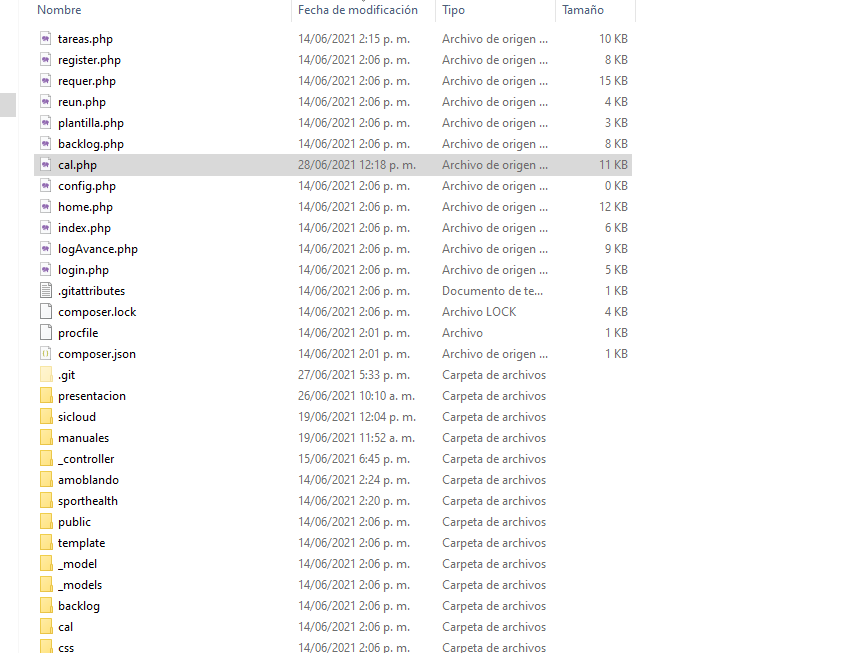 Nombre Fecha de modificación Tipo Tamaño
tareas.php 14/06/2021 2:15 p. m. Archivo de origen ... 10 KB
register.php 14/06/2021 2:06 p. m. Archivo de origen ... 8 KB
requer.php 14/06/2021 2:06 p. m. Archivo de origen ... 15 KB
reun.php 14/06/2021 2:06 p. m. Archivo de origen ... 4 KB
plantilla.php 14/06/2021 2:06 p. m. Archivo de origen ... 3 KB
backlog.php 14/06/2021 2:06 p. m. Archivo de origen ... 8 KB
cal.php 28/06/2021 12:18 p. m. Archivo de origen ... 11 KB
config.php 14/06/2021 2:06 p. m. Archivo de origen ... 0 KB
home.php 14/06/2021 2:06 p. m. Archivo de origen ... 12 KB
index.php 14/06/2021 2:06 p. m. Archivo de origen ... 6 KB
logAvance.php 14/06/2021 2:06 p. m. Archivo de origen ... 9 KB
login.php 14/06/2021 2:06 p. m. Archivo de origen ... 5 KB
.gitattributes 14/06/2021 2:06 p. m. Documento de te... 1 KB
composer.lock 14/06/2021 2:06 p. m. Archivo LOCK 4 KB
procfile 14/06/2021 2:01 p. m. Archivo 1 KB
composer.json 14/06/2021 2:01 p. m. Archivo de origen ... 1 KB
.git 27/06/2021 5:33 p. m. Carpeta de archivos
presentacion 26/06/2021 10:10 a. m. Carpeta de archivos
sicloud 19/06/2021 12:04 p. m. Carpeta de archivos
manuales 19/06/2021 11:52 a. m. Carpeta de archivos
_controller 15/06/2021 6:45 p. m. Carpeta de archivos
amoblando 14/06/2021 2:24 p. m. Carpeta de archivos
sporthealth 14/06/2021 2:20 p. m. Carpeta de archivos
public 14/06/2021 2:06 p. m. Carpeta de archivos
template 14/06/2021 2:06 p. m. Carpeta de archivos
_model 14/06/2021 2:06 p. m. Carpeta de archivos
_models 14/06/2021 2:06 p. m. Carpeta de archivos
backlog 14/06/2021 2:06 p. m. Carpeta de archivos
cal 14/06/2021 2:06 p. m. Carpeta de archivos
css 14/06/2021 2:06 p. m. Carpeta de archivos